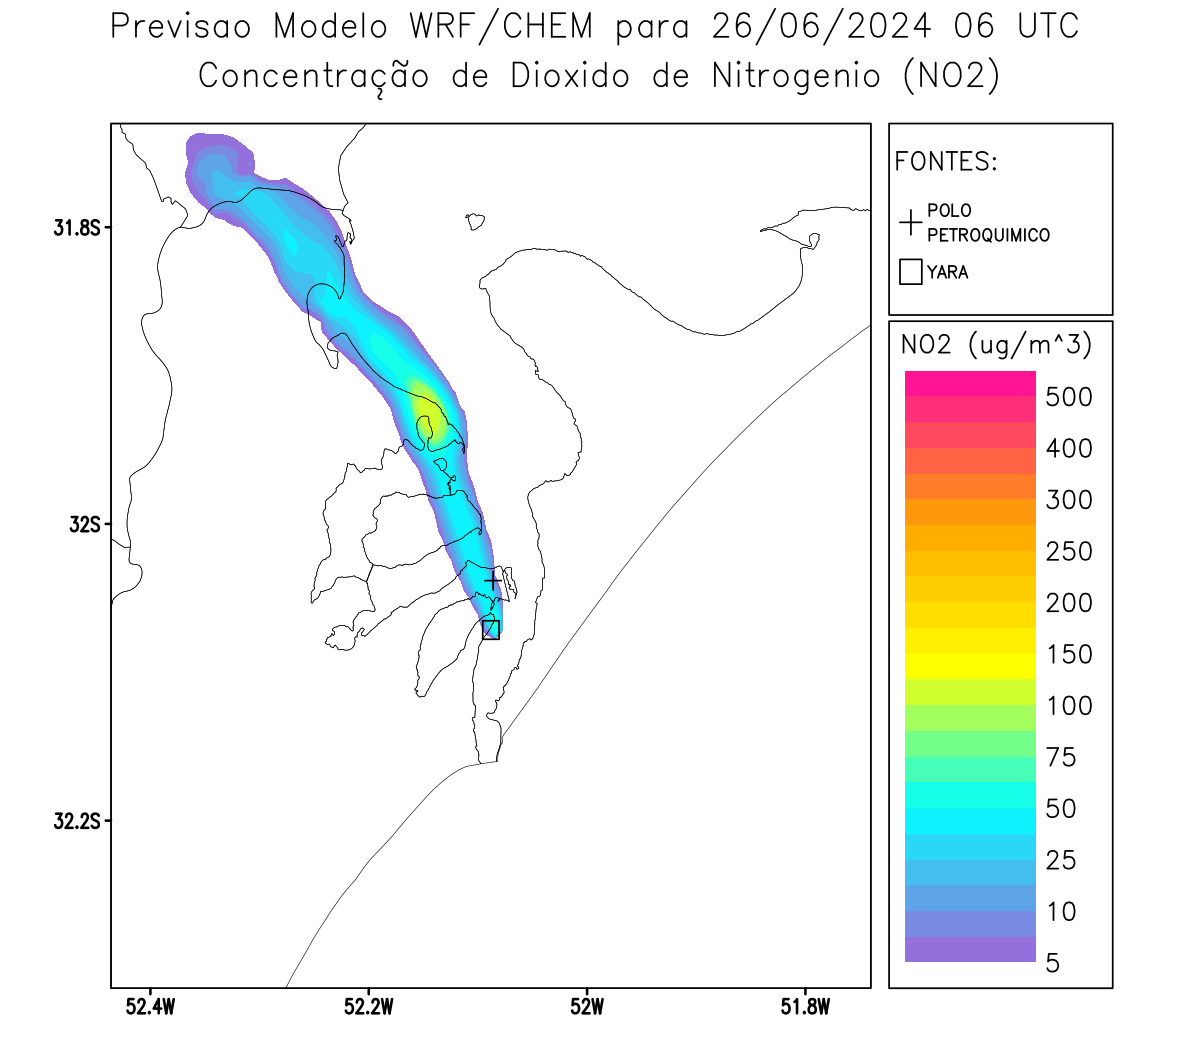 Previsao Modelo WRF/CHEM para 26/06/2024 06 UTC
Concentração de Dioxido de Nitrogenio (NO2)
FONTES:
POLO
PETROQUIMICO
YARA
31.8S
32S
32.2S
52.4W
52.2W
52W
51.8W
NO2 (ug/m^3)
500
400
300
250
200
150
100
75
50
25
10
5